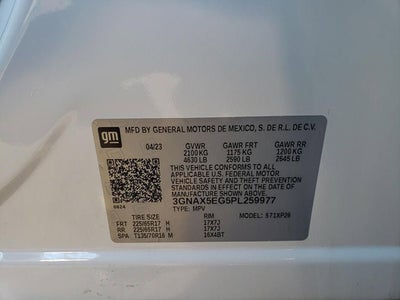 gm
MFD BY GENERAL MOTORS DE MEXICO, S. DE R.L. DE C.V.
04/23 GVWR GAWR FRT GAWR RR
2100 KG 1175 KG 1200 KG
4630 LB 2590 LB 2645 LB
THIS VEHICLE CONFORMS TO ALL
APPLICABLE U.S. FEDERAL MOTOR
VEHICLE SAFETY AND THEFT
PREVENTION STANDARDS IN EFFECT
ON THE DATE OF MANUFACTURE
SHOWN ABOVE.
3GNAX5EG5PL259977
0624 TYPE: MPV
TIRE SIZE RIM MODEL: S71XP26
FRT 225/65R17 H 17X7J
RR 225/65R17 H 17X7J
SPA T135/70R16 M 16X4BT